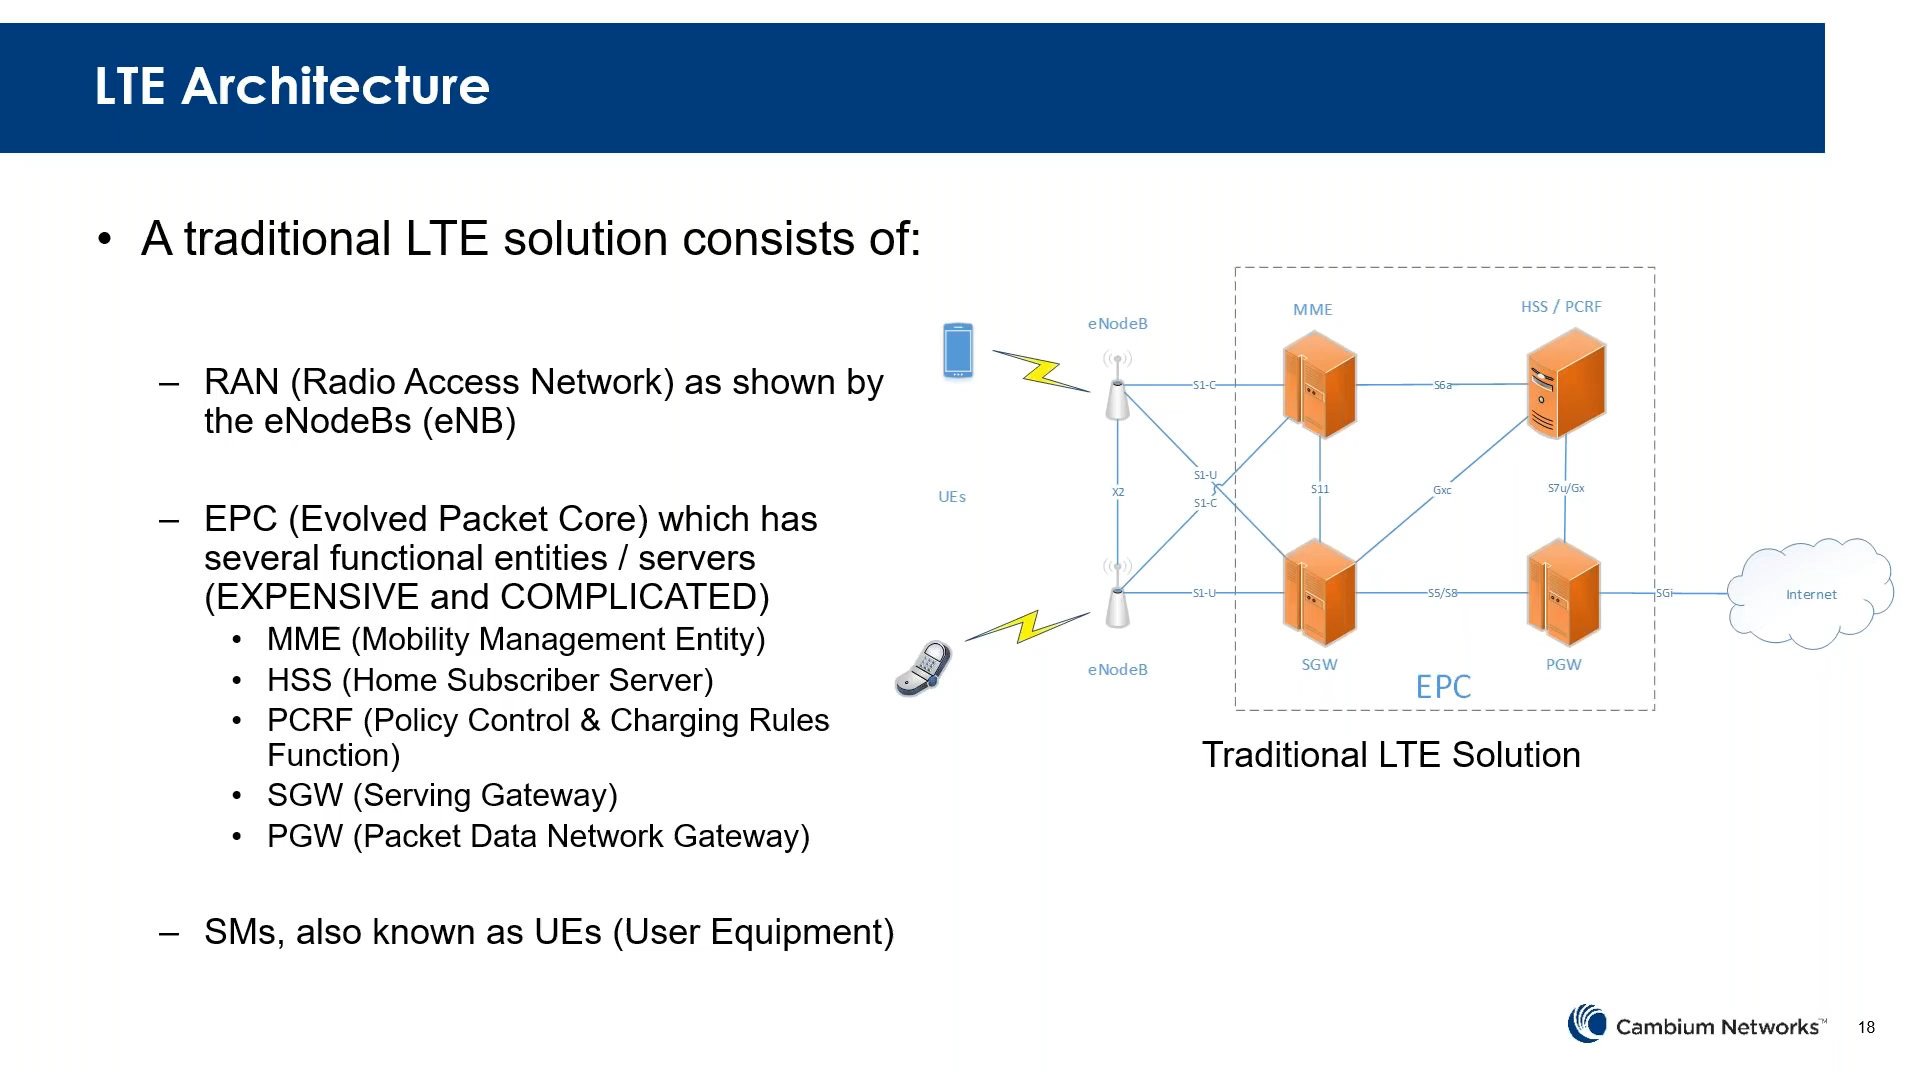 LTE Architecture
• A traditional LTE solution consists of:
– RAN (Radio Access Network) as shown by
the eNodeBs (eNB)
– EPC (Evolved Packet Core) which has
several functional entities / servers
(EXPENSIVE and COMPLICATED)
• MME (Mobility Management Entity)
• HSS (Home Subscriber Server)
• PCRF (Policy Control & Charging Rules
Function)
• SGW (Serving Gateway)
• PGW (Packet Data Network Gateway)
– SMs, also known as UEs (User Equipment)
MME
HSS / PCRF
eNodeB
S1-C
S6a
S1-U
UEs
X2
S11
Gxc
S7u/Gx
S1-C
S1-U
S5/S8
SGi
Internet
eNodeB
SGW
PGW
EPC
Traditional LTE Solution
Cambium Networks™
18